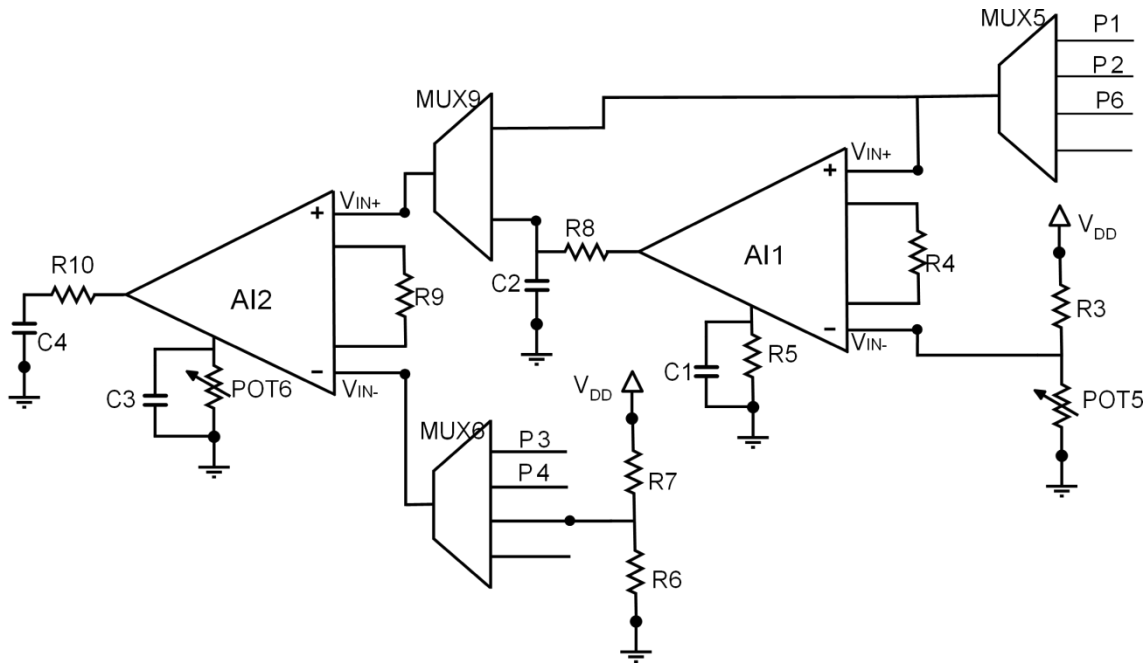 MUX5
P1
P2
P6
MUX9
VIN+
+
AI1
R4
−
VIN-
R8
C2
C1
R5
VDD
R3
POT5
VIN+
+
AI2
R9
−
VIN-
R10
C4
C3
POT6
MUX6
P3
P4
VDD
R7
R6